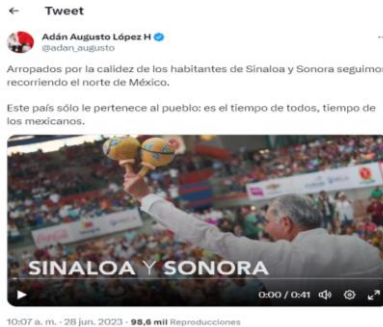 ← Tweet
Adán Augusto López H
@adan_augusto
Arropados por la calidez de los habitantes de Sinaloa y Sonora seguimos
recorriendo el norte de México.
Este país sólo le pertenece al pueblo: es el tiempo de todos, tiempo de
los mexicanos.
SINALOA Y SONORA
0:00 / 0:41
10:07 a. m. · 28 jun. 2023 · 98,6 mil Reproducciones